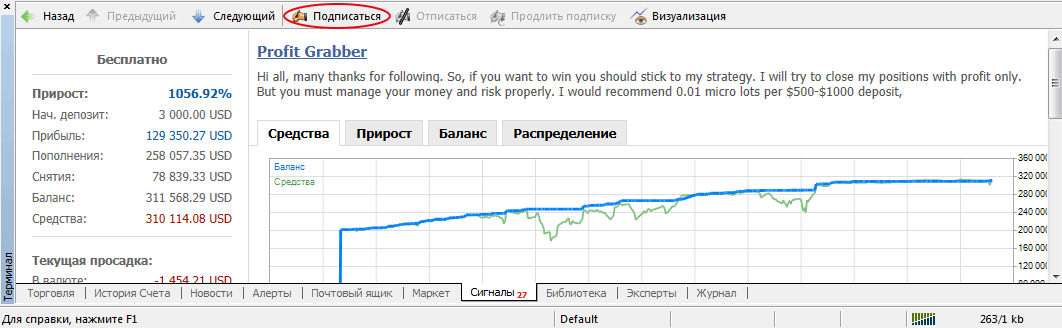 Назад Предыдущий Следующий Подписаться Отписаться Продлить подписку Визуализация
Бесплатно
Прирост: 1056.92%
Нач. депозит: 3 000.00 USD
Прибыль: 129 350.27 USD
Пополнения: 258 057.35 USD
Снятия: 78 839.33 USD
Баланс: 311 568.29 USD
Средства: 310 114.08 USD
Текущая просадка:
В валюте: -1 454.21 USD
Profit Grabber
Hi all, many thanks for following. So, if you want to win you should stick to my strategy. I will try to close my positions with profit only.
But you must manage your money and risk properly. I would recommend 0.01 micro lots per $500-$1000 deposit,
Средства Прирост Баланс Распределение
Баланс
Средства
360 000
320 000
280 000
240 000
200 000
160 000
120 000
80 000
Терминал
Торговля История Счета Новости Алерты Почтовый ящик Маркет Сигналы 27 Библиотека Эксперты Журнал
Для справки, нажмите F1 Default 263/1 kb